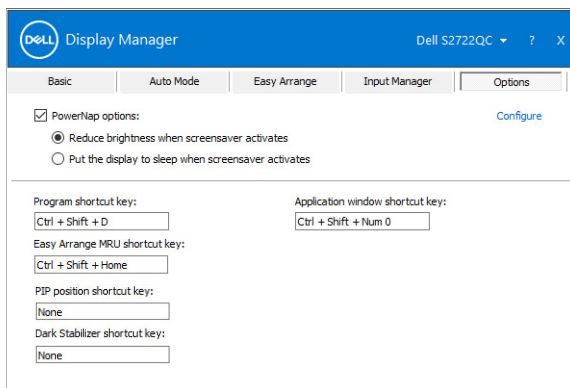 DELL Display Manager Dell S2722QC ? X
Basic Auto Mode Easy Arrange Input Manager Options
PowerNap options: Configure
Reduce brightness when screensaver activates
Put the display to sleep when screensaver activates
Program shortcut key: Application window shortcut key:
Ctrl + Shift + D Ctrl + Shift + Num 0
Easy Arrange MRU shortcut key:
Ctrl + Shift + Home
PIP position shortcut key:
None
Dark Stabilizer shortcut key:
None